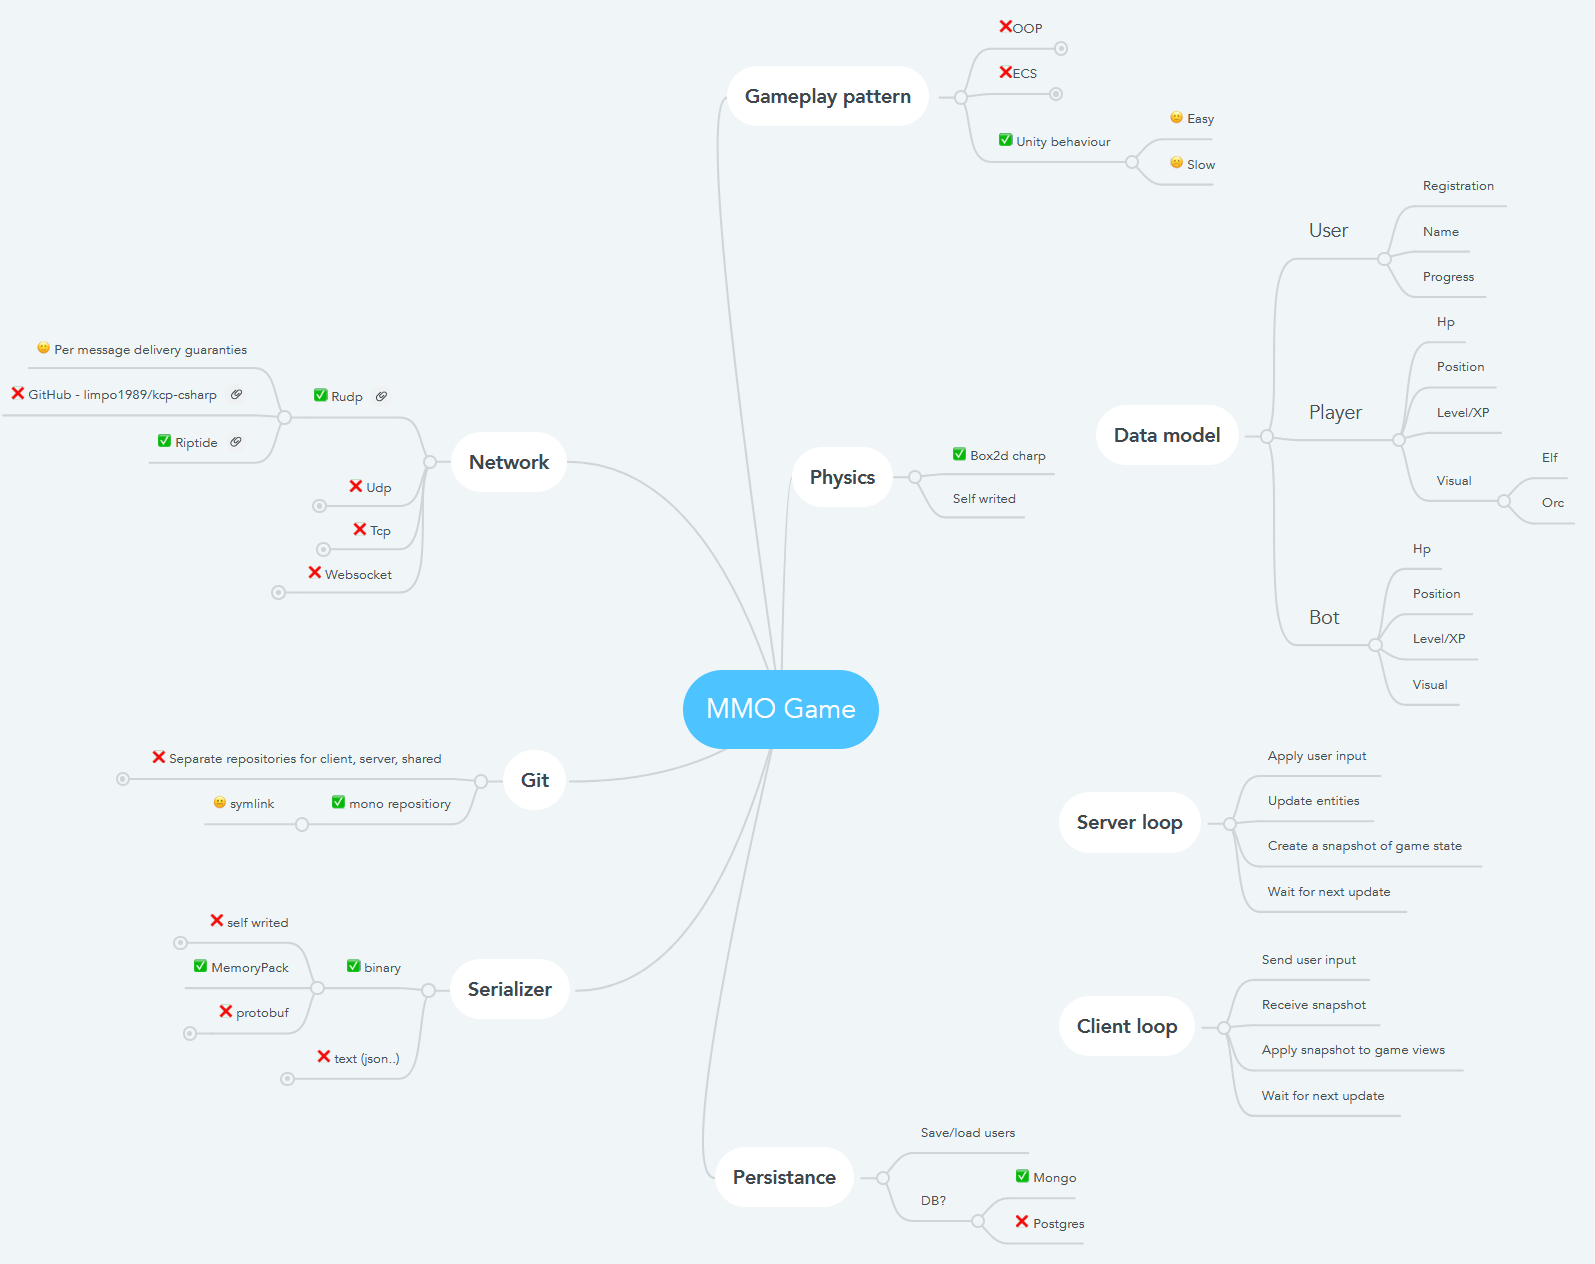 MMO Game
Gameplay pattern
❌OOP
❌ECS
✅ Unity behaviour
🙂 Easy
🙁 Slow
Network
✅ Rudp
🙂 Per message delivery guaranties
❌ GitHub - limpo1989/kcp-csharp
✅ Riptide
❌ Udp
❌ Tcp
❌ Websocket
Physics
✅ Box2d charp
Self writed
Data model
User
Registration
Name
Progress
Player
Hp
Position
Level/XP
Visual
Elf
Orc
Bot
Hp
Position
Level/XP
Visual
Git
❌ Separate repositories for client, server, shared
✅ mono repositiory
🙁 symlink
Server loop
Apply user input
Update entities
Create a snapshot of game state
Wait for next update
Serializer
✅ binary
❌ self writed
✅ MemoryPack
❌ protobuf
❌ text (json..)
Client loop
Send user input
Receive snapshot
Apply snapshot to game views
Wait for next update
Persistance
Save/load users
DB?
✅ Mongo
❌ Postgres